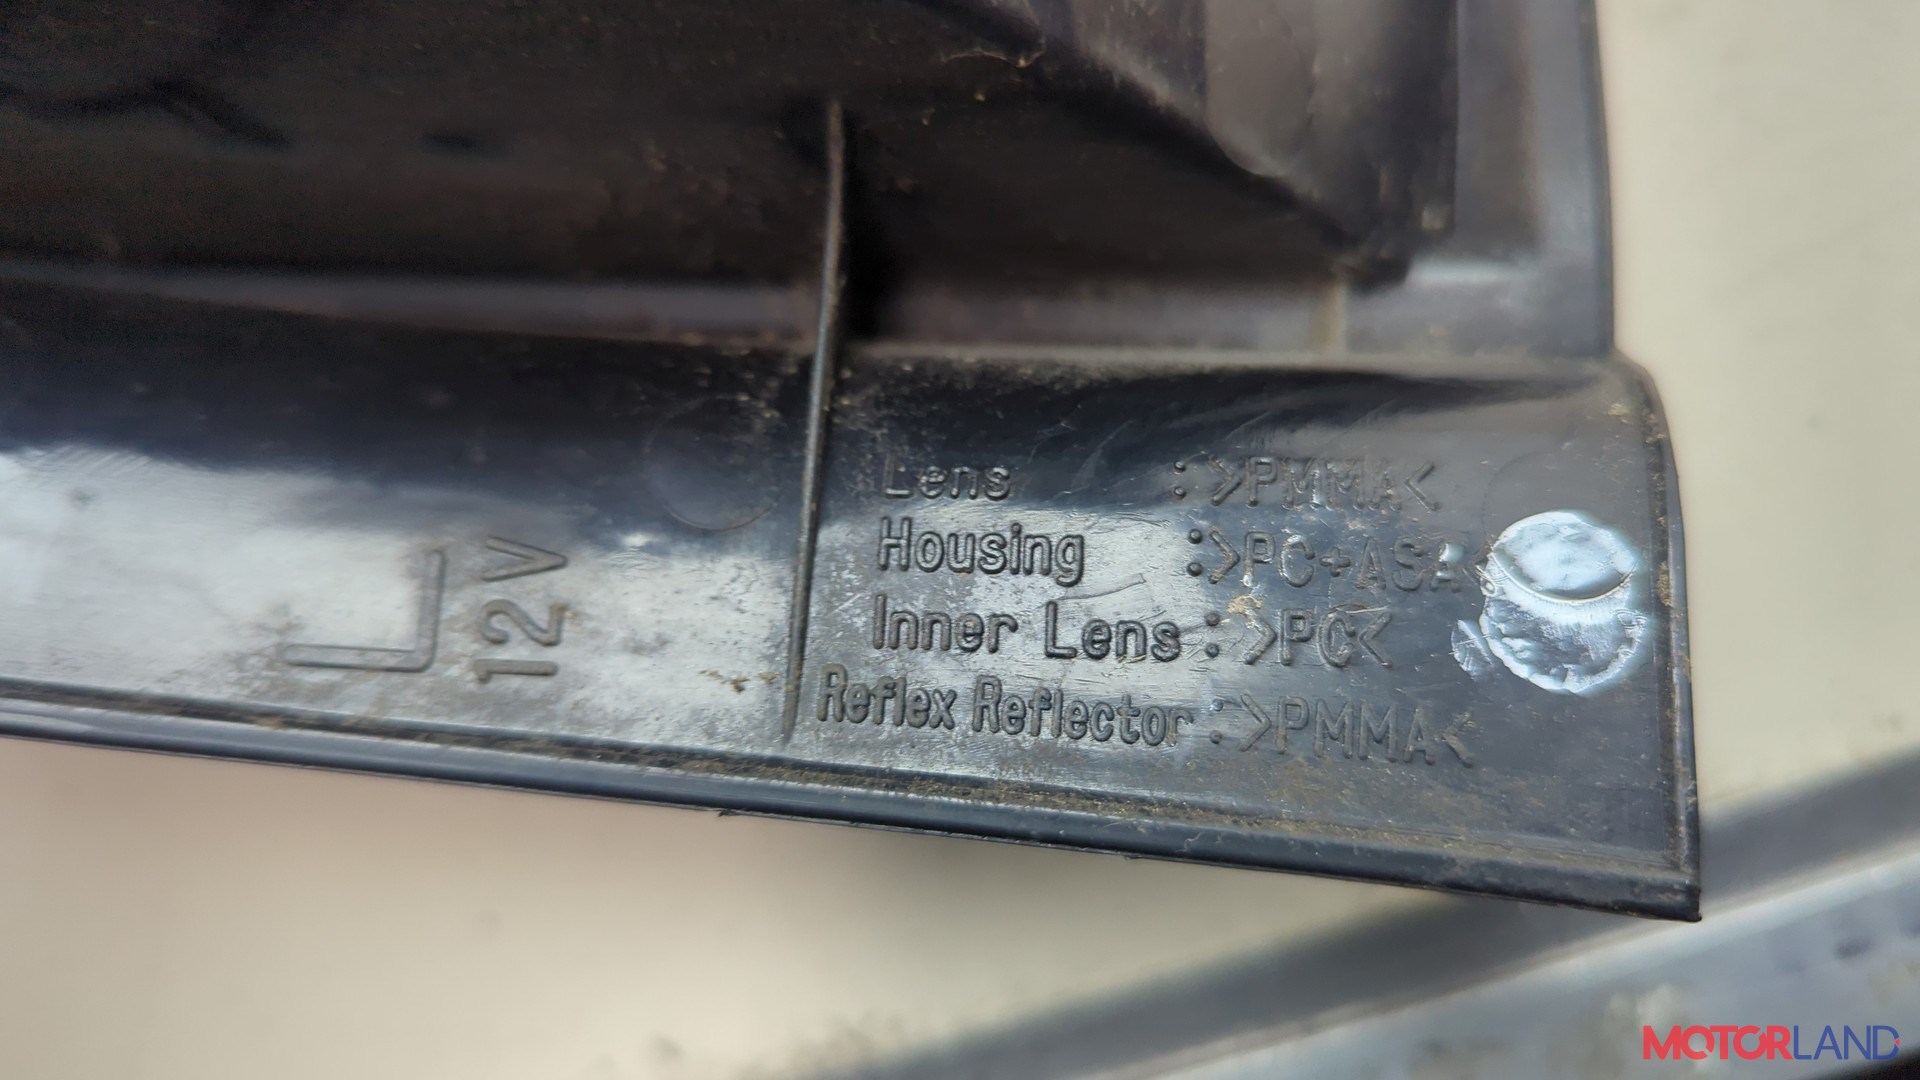 Lens : >PMMA<
Housing : >PC+ASA<
Inner Lens : >PC<
Reflex Reflector : >PMMA<
L
12V
MOTORLAND